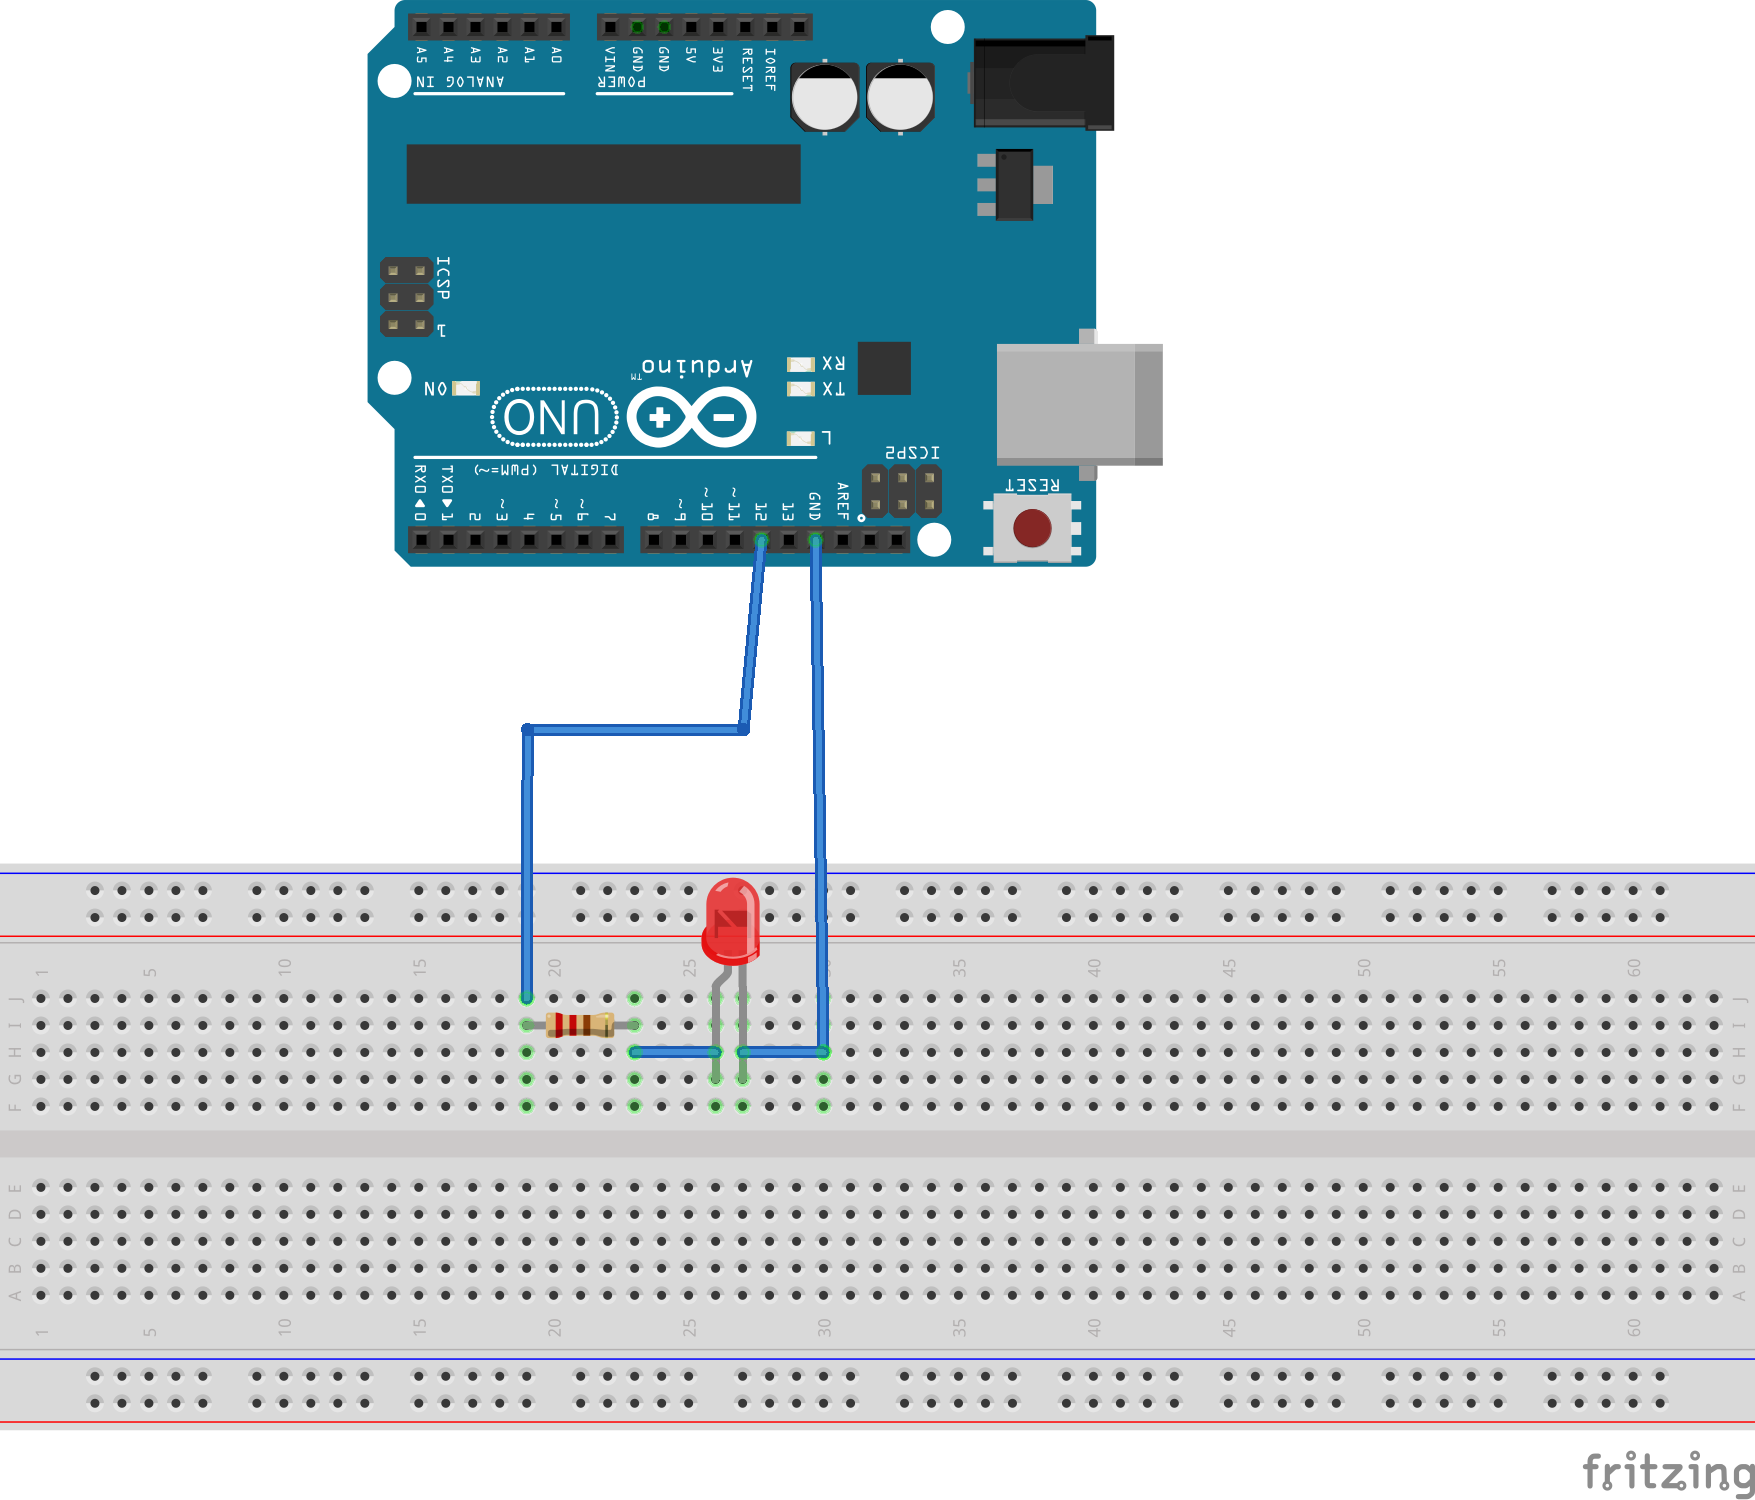 A5 A4 A3 A2 A1 A0
VIN GND GND 5V 3V3 RESET IOREF
ANALOG IN
POWER
ICSP
1
Arduino
TM
RX
TX
ON
UNO
L
ICSP2
DIGITAL (PWM=~)
RESET
RX0◄0 TX0►1 2 ~3 4 ~5 ~6 7 8 ~9 ~10 ~11 12 13 GND AREF
1 5 10 15 20 25 35 40 45 50 55 60
J J
I I
H H
G G
F F
E E
D D
C C
B B
A A
1 5 10 15 20 25 30 35 40 45 50 55 60
fritzing